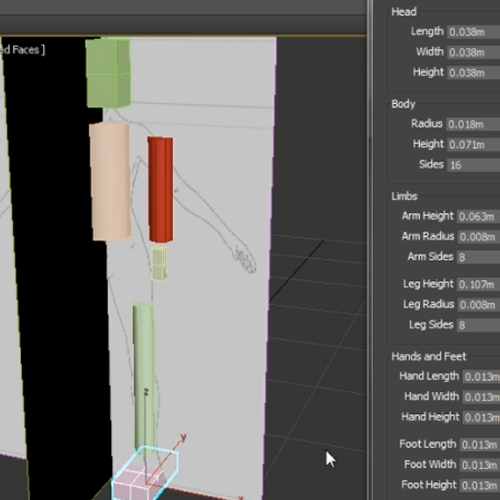 ed Faces ]
Head
Length 0.038m
Width 0.038m
Height 0.038m
Body
Radius 0.018m
Height 0.071m
Sides 16
Limbs
Arm Height 0.063m
Arm Radius 0.008m
Arm Sides 8
Leg Height 0.107m
Leg Radius 0.008m
Leg Sides 8
Hands and Feet
Hand Length 0.013m
Hand Width 0.013m
Hand Height 0.013m
Foot Length 0.013m
Foot Width 0.013m
Foot Height 0.013m
z
y
x